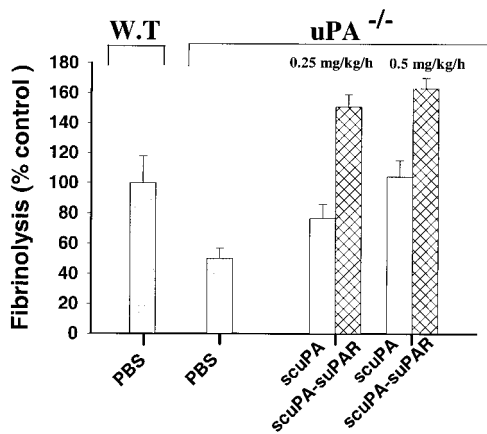 W.T
uPA -/-
0.25 mg/kg/h 0.5 mg/kg/h
Fibrinolysis (% control )
180
160
140
120
100
80
60
40
20
0
PBS
PBS
scuPA
scuPA-suPAR
scuPA
scuPA-suPAR